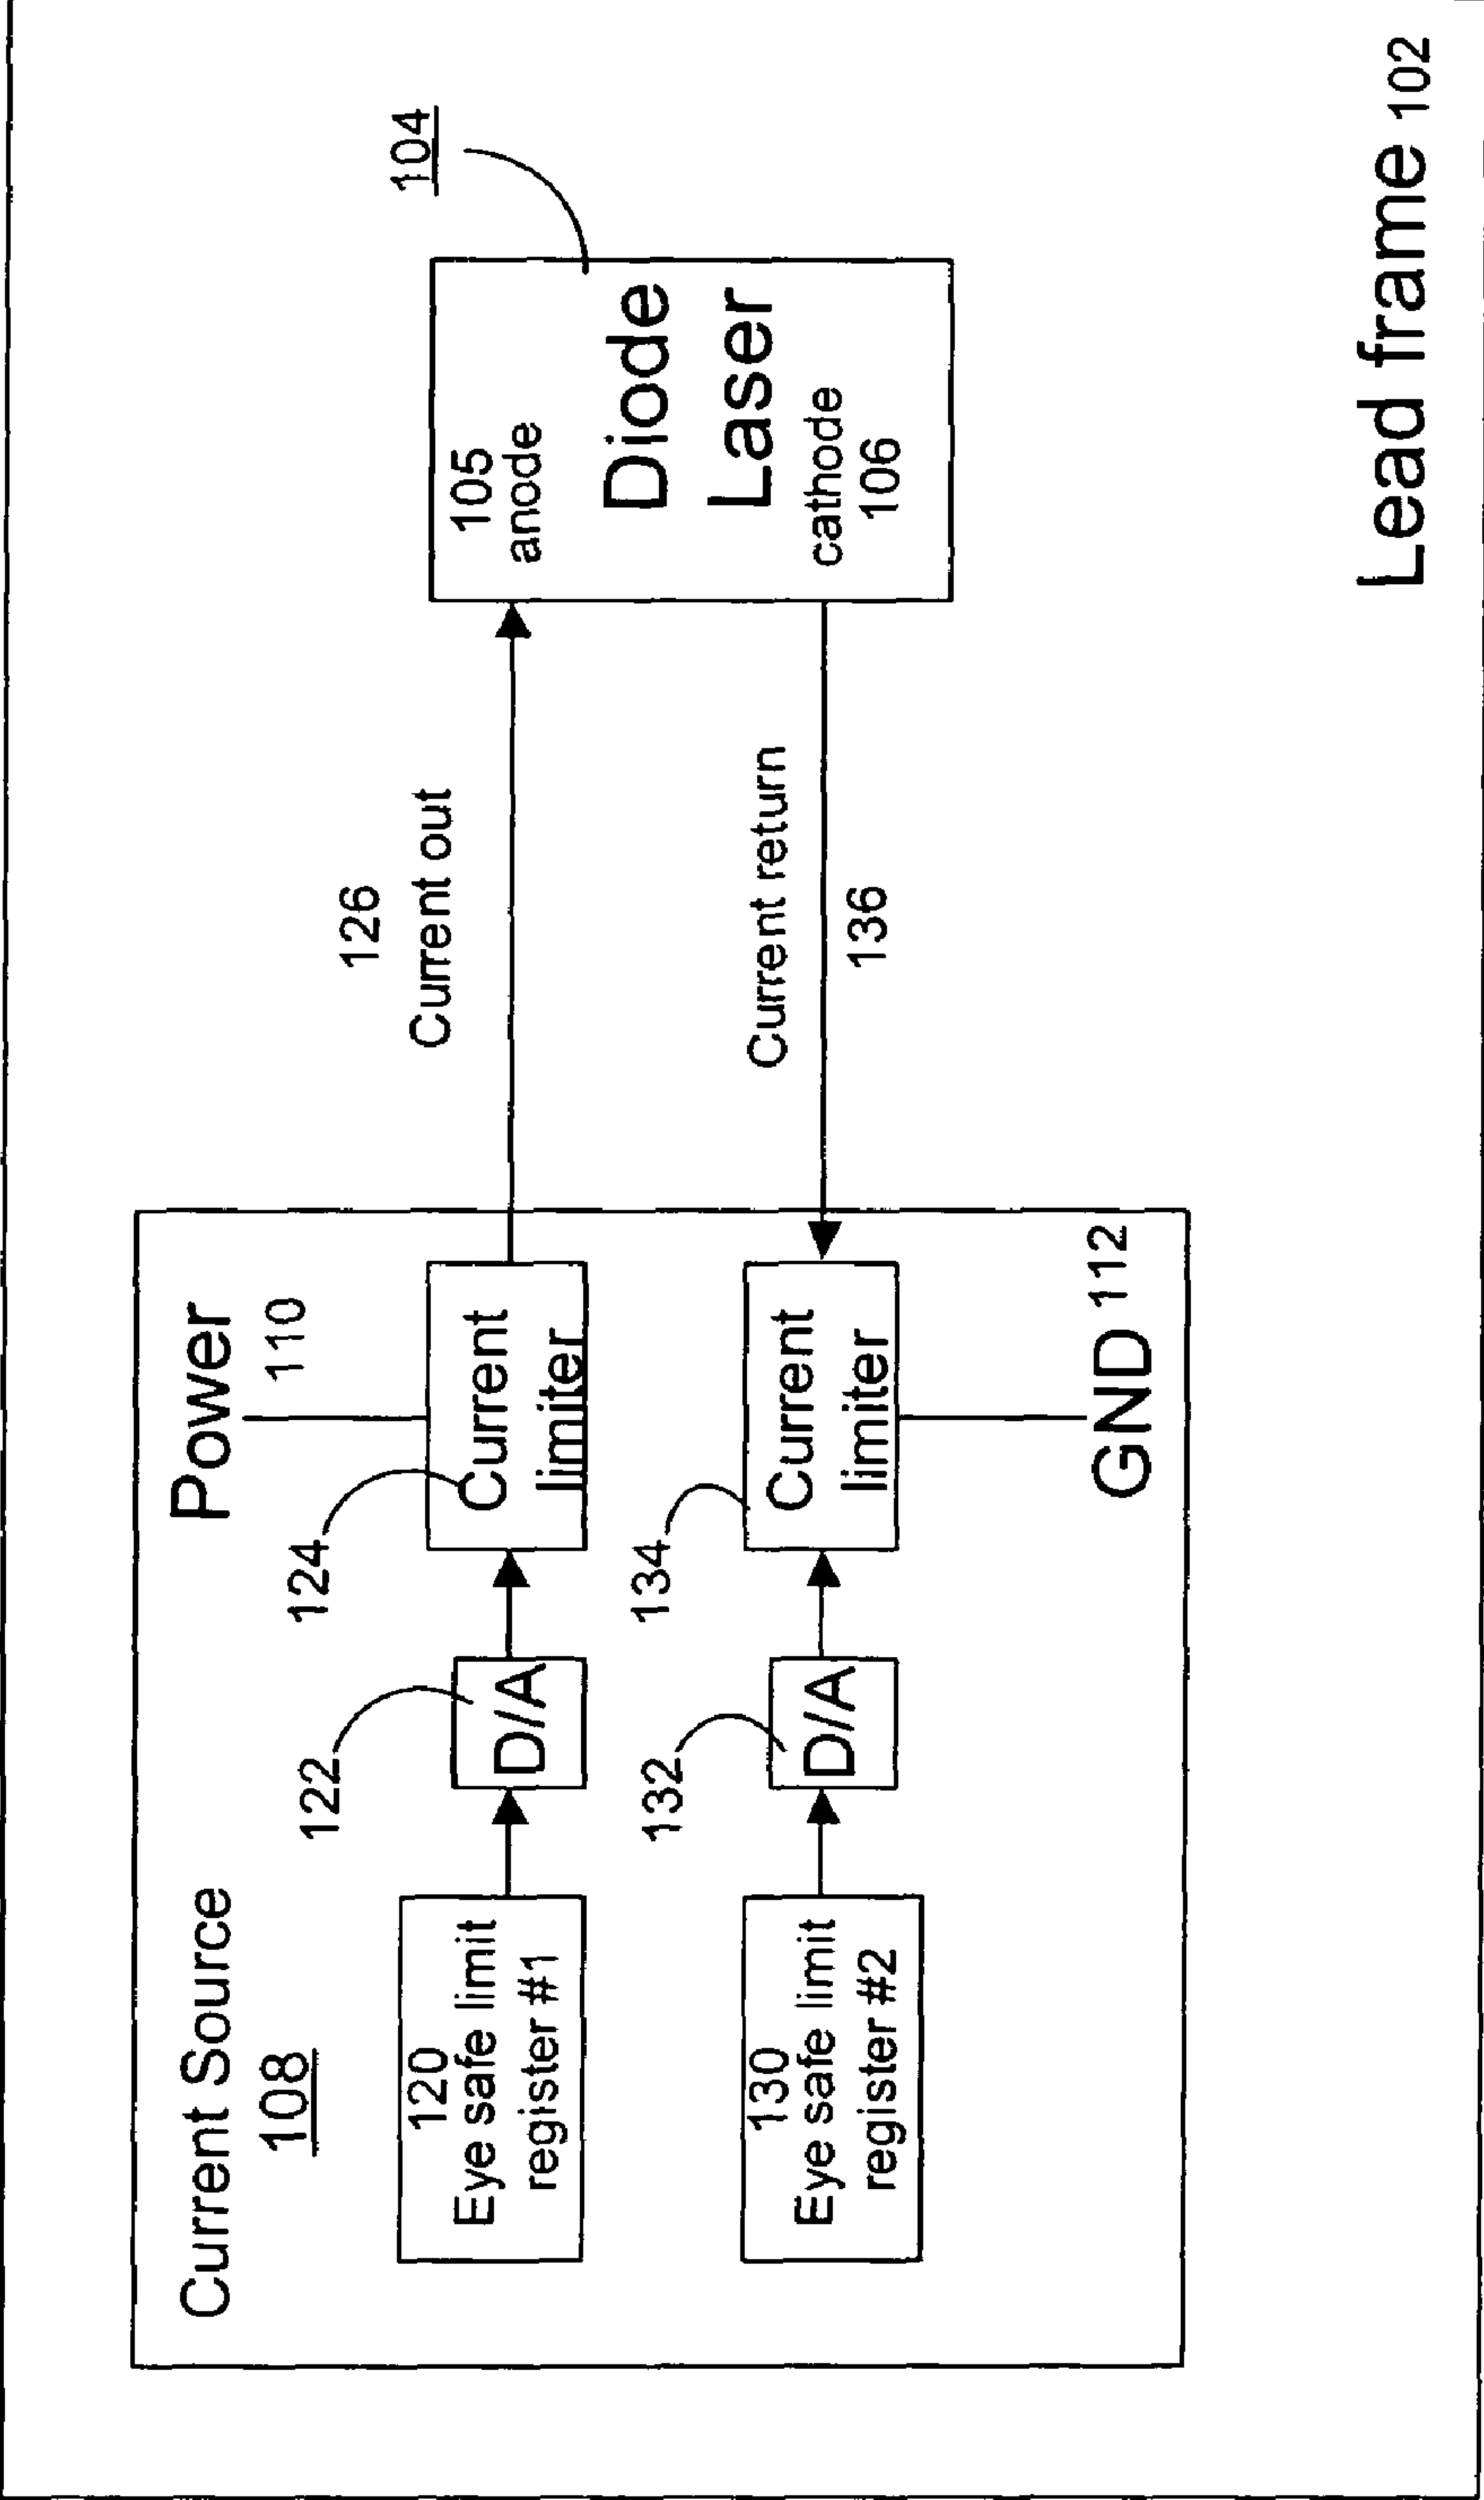 Current Source
108
Power
110
104
120
Eye safe limit
register #1
122
D/A
124
Current
limiter
126
Current out
105
anode
Diode
Laser
cathode
106
130
Eye safe limit
register #2
132
D/A
134
Current
limiter
Current return
136
GND 112
Lead frame 102